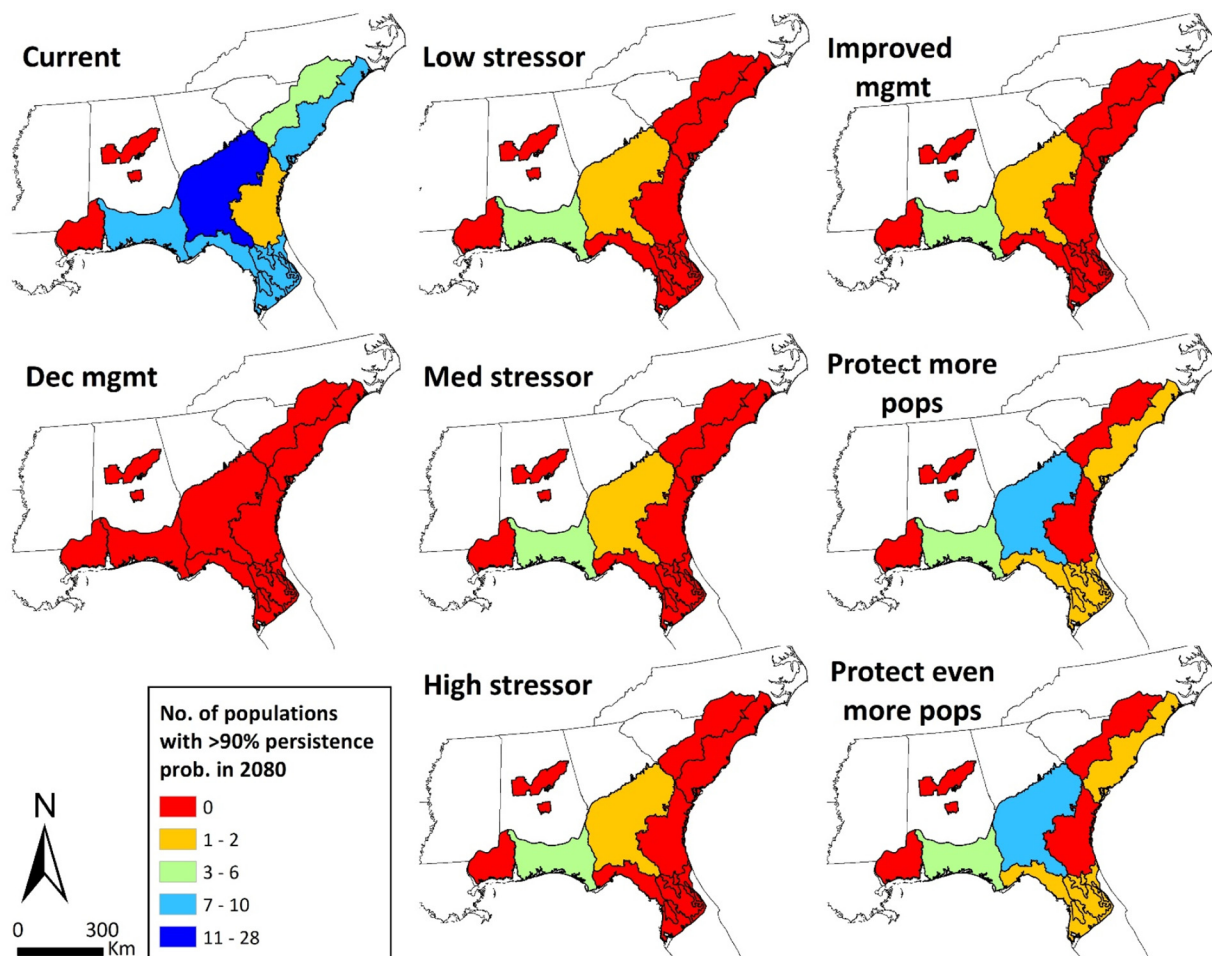 Current
Low stressor
Improved
mgmt
Dec mgmt
Med stressor
Protect more
pops
High stressor
Protect even
more pops
No. of populations
with >90% persistence
prob. in 2080
0
1 - 2
3 - 6
7 - 10
11 - 28
N
0 300
Km